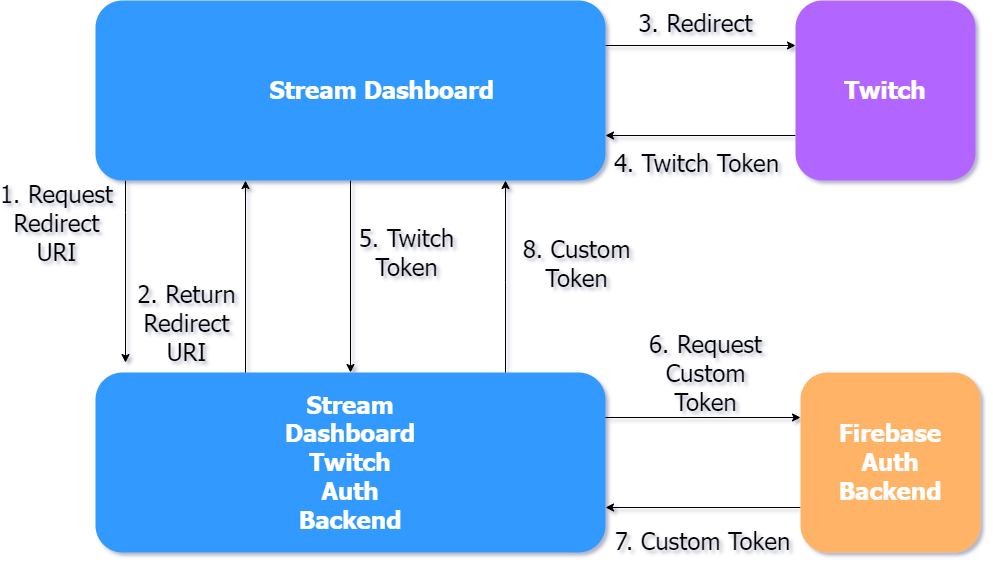 3. Redirect
Stream Dashboard
Twitch
4. Twitch Token
1. Request
Redirect
URI
5. Twitch
Token
8. Custom
Token
2. Return
Redirect
URI
6. Request
Custom
Token
Stream
Dashboard
Twitch
Auth
Backend
Firebase
Auth
Backend
7. Custom Token